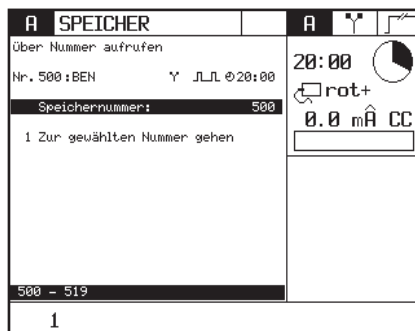 A SPEICHER
über Nummer aufrufen
Nr. 500:BEN 20:00
Speichernummer: 500
1 Zur gewählten Nummer gehen
500 - 519
1
A
20:00
rot+
0.0 mÂ CC